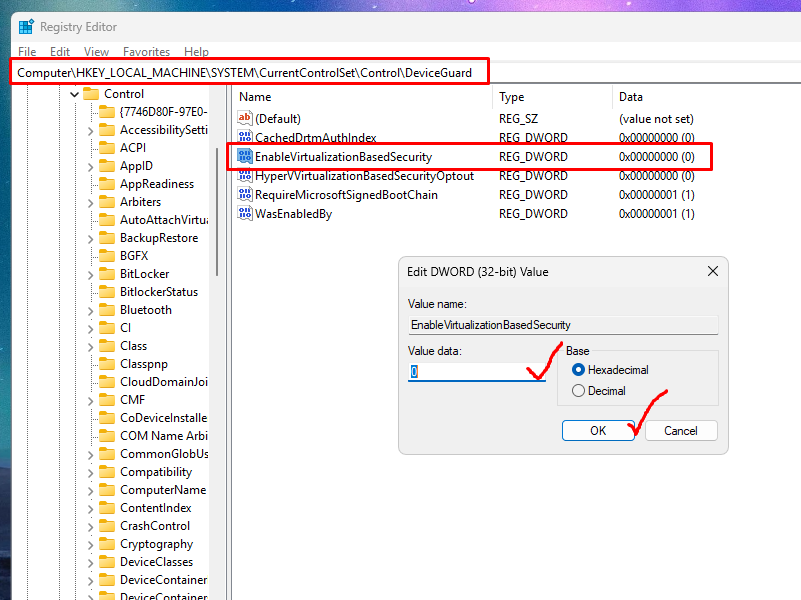 Registry Editor
File Edit View Favorites Help
Computer\HKEY_LOCAL_MACHINE\SYSTEM\CurrentControlSet\Control\DeviceGuard
Control
{7746D80F-97E0-
AccessibilitySetti
ACPI
AppID
AppReadiness
Arbiters
AutoAttachVirtua
BackupRestore
BGFX
BitLocker
BitlockerStatus
Bluetooth
CI
Class
Classpnp
CloudDomainJoi
CMF
CoDeviceInstalle
COM Name Arbi
CommonGlobUs
Compatibility
ComputerName
ContentIndex
CrashControl
Cryptography
DeviceClasses
DeviceContainer
DeviceContainer
Name Type Data
(Default) REG_SZ (value not set)
CachedDrtmAuthIndex REG_DWORD 0x00000000 (0)
EnableVirtualizationBasedSecurity REG_DWORD 0x00000000 (0)
HyperVVirtualizationBasedSecurityOptout REG_DWORD 0x00000000 (0)
RequireMicrosoftSignedBootChain REG_DWORD 0x00000001 (1)
WasEnabledBy REG_DWORD 0x00000001 (1)
Edit DWORD (32-bit) Value
Value name:
EnableVirtualizationBasedSecurity
Value data: Base
0 Hexadecimal
Decimal
OK Cancel